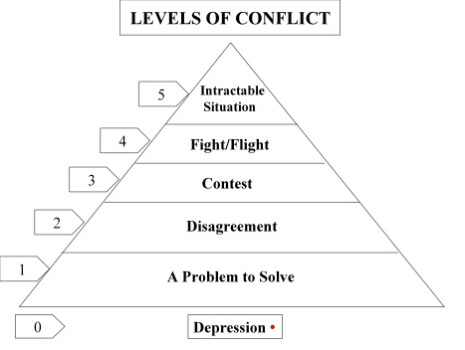 LEVELS OF CONFLICT
5
Intractable
Situation
4
Fight/Flight
3
Contest
2
Disagreement
1
A Problem to Solve
0
Depression •